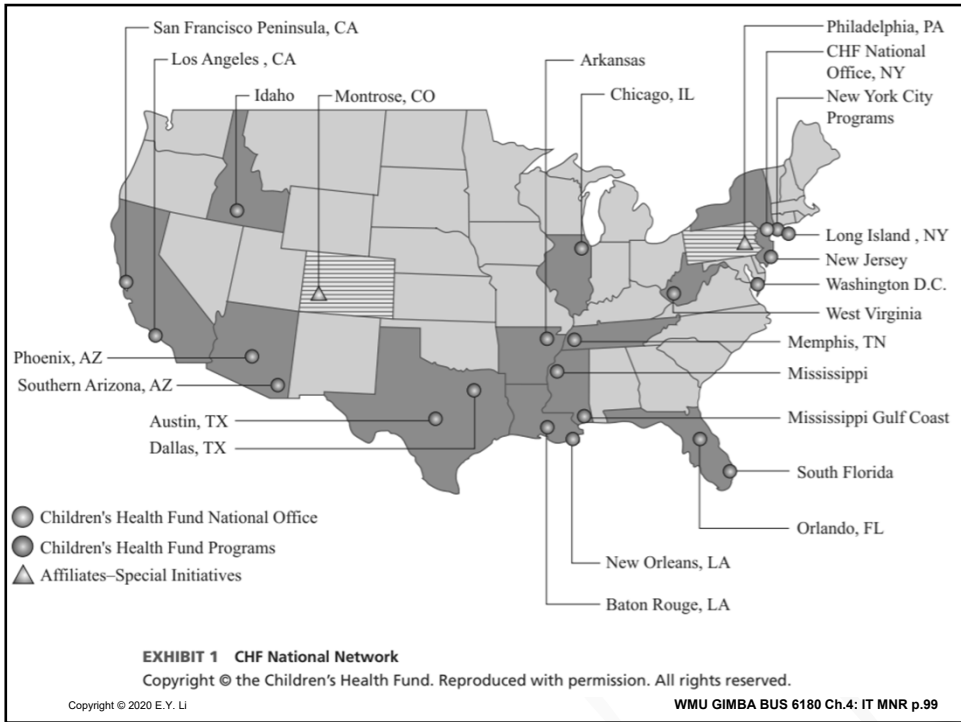 San Francisco Peninsula, CA
Los Angeles , CA
Idaho
Montrose, CO
Arkansas
Chicago, IL
Philadelphia, PA
CHF National
Office, NY
New York City
Programs
Long Island , NY
New Jersey
Washington D.C.
West Virginia
Memphis, TN
Mississippi
Mississippi Gulf Coast
South Florida
Orlando, FL
New Orleans, LA
Baton Rouge, LA
Phoenix, AZ
Southern Arizona, AZ
Austin, TX
Dallas, TX
Children's Health Fund National Office
Children's Health Fund Programs
Affiliates–Special Initiatives
EXHIBIT 1 CHF National Network
Copyright © the Children's Health Fund. Reproduced with permission. All rights reserved.
Copyright © 2020 E.Y. Li
WMU GIMBA BUS 6180 Ch.4: IT MNR p.99